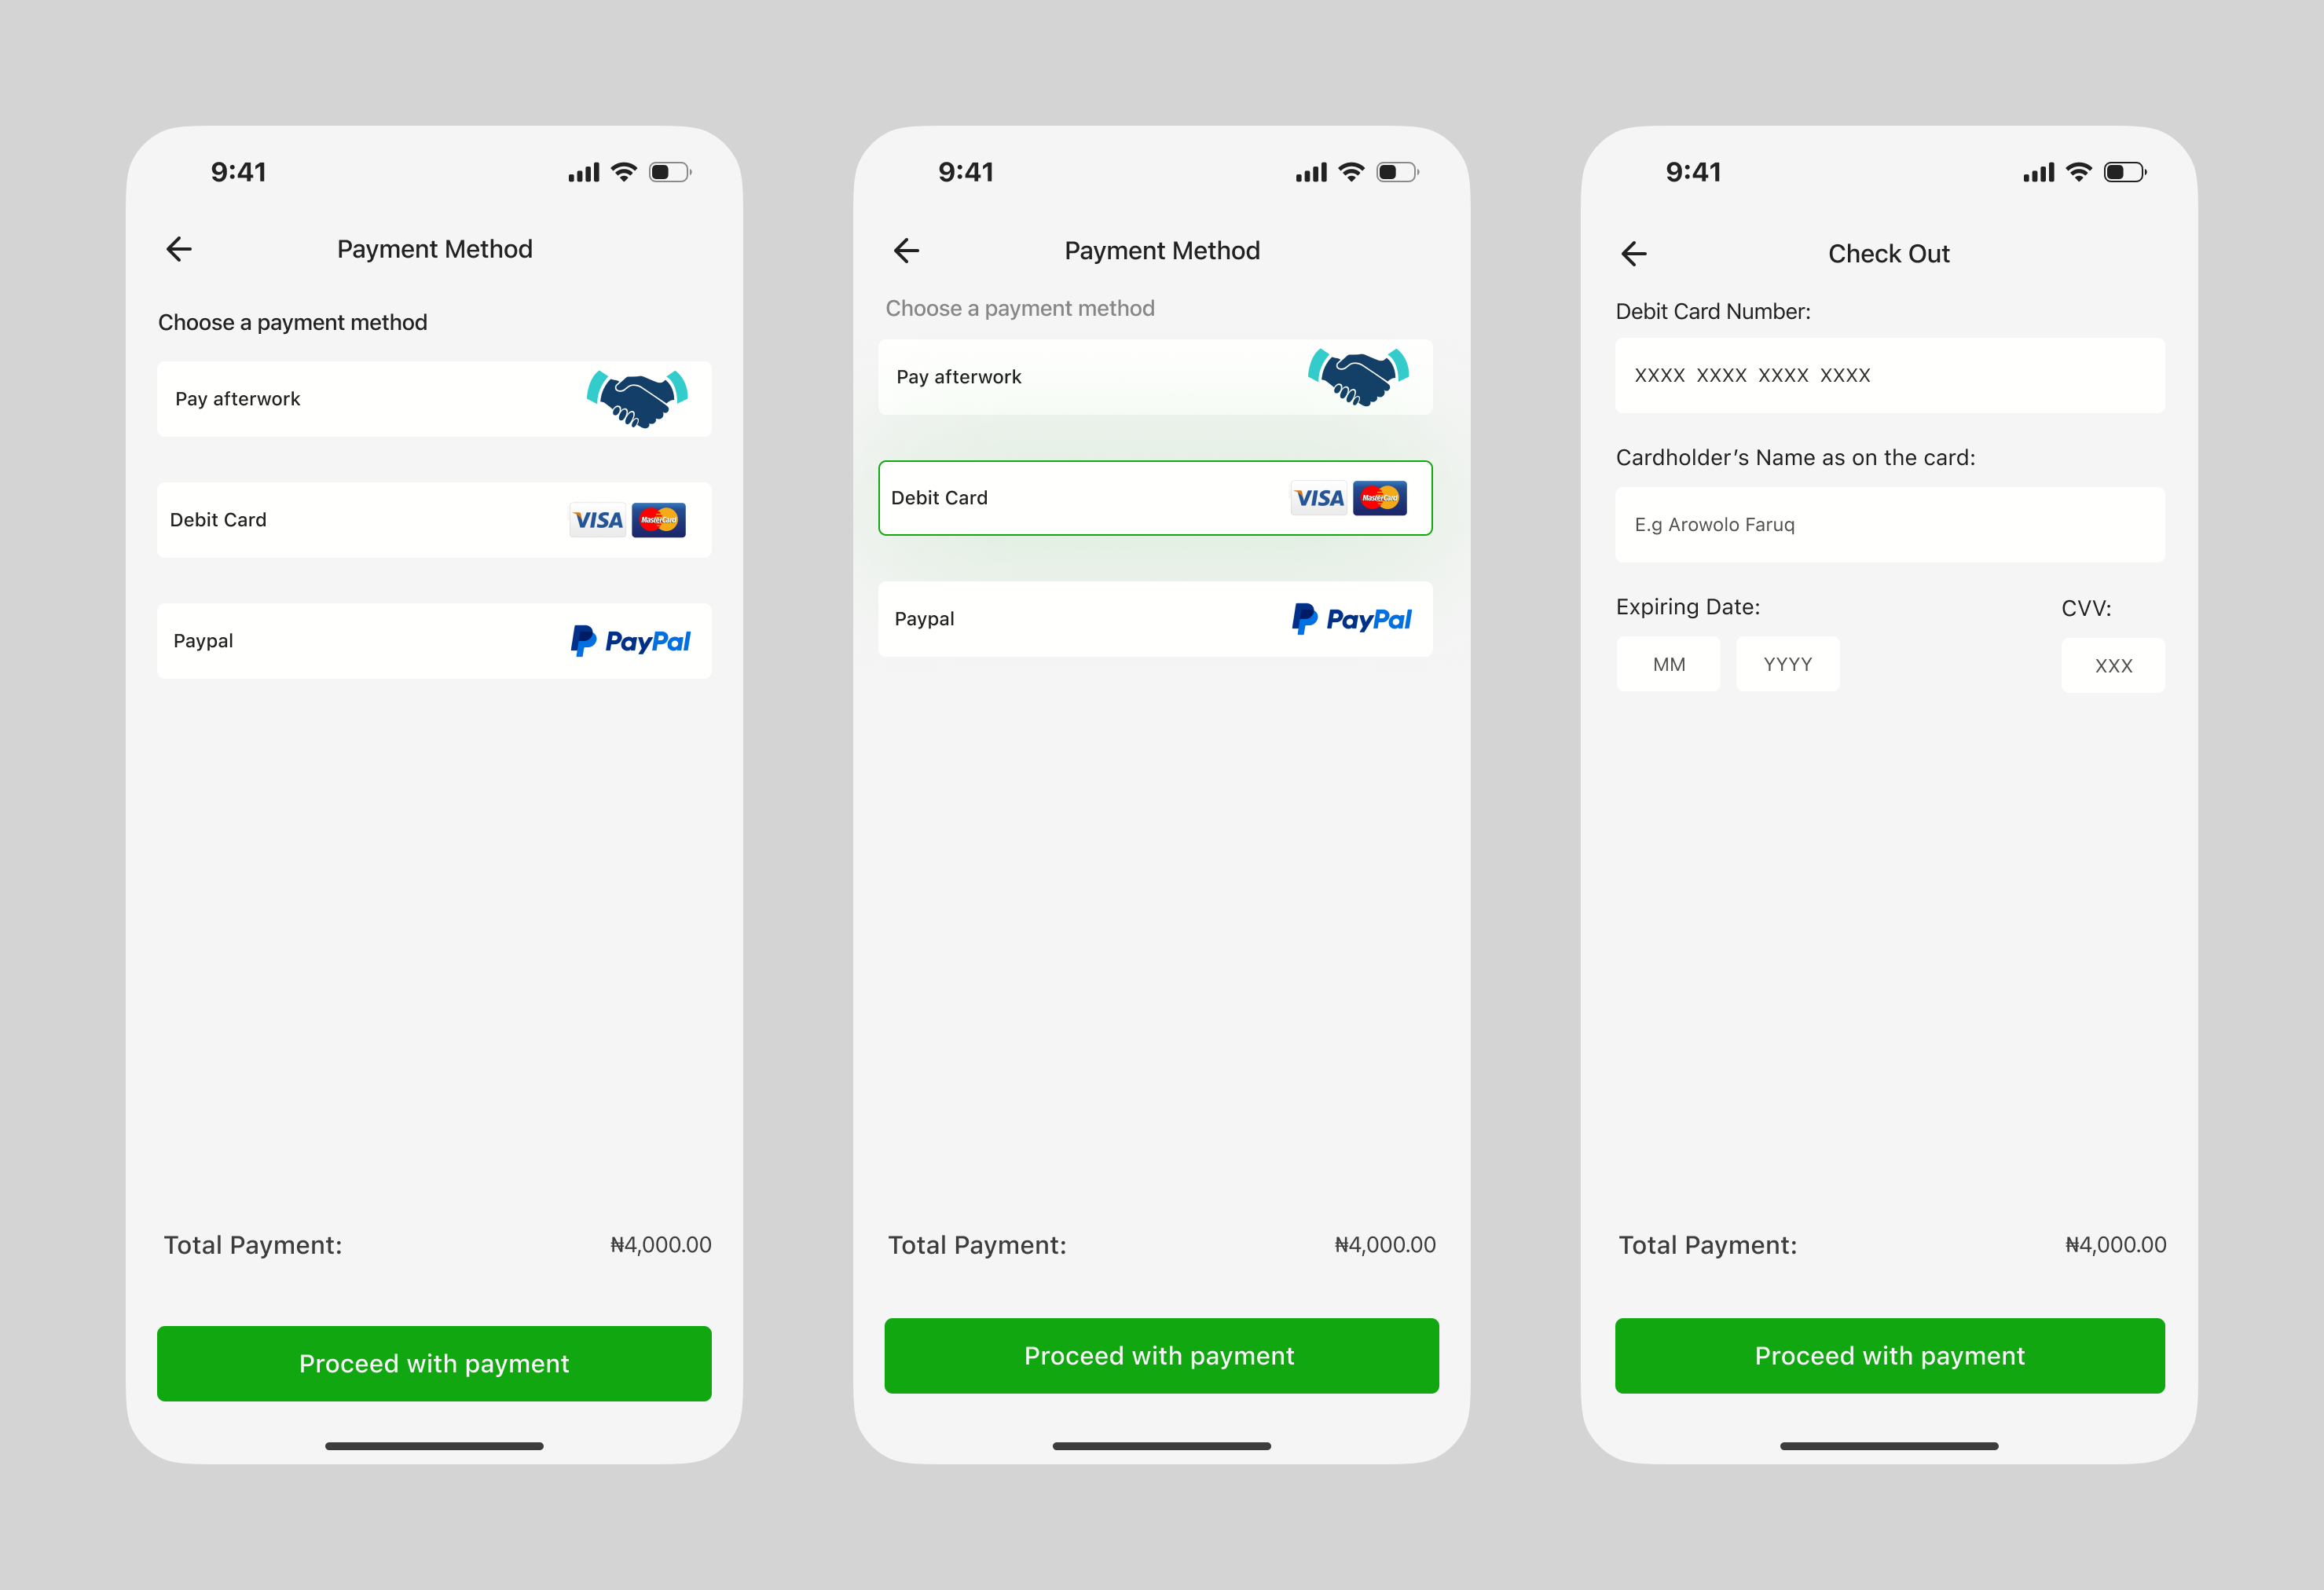 9:41
Payment Method
Choose a payment method
Pay afterwork
Debit Card
VISA MasterCard
Paypal
PayPal
Total Payment:
₦4,000.00
Proceed with payment
9:41
Payment Method
Choose a payment method
Pay afterwork
Debit Card
VISA MasterCard
Paypal
PayPal
Total Payment:
₦4,000.00
Proceed with payment
9:41
Check Out
Debit Card Number:
XXXX XXXX XXXX XXXX
Cardholder’s Name as on the card:
E.g Arowolo Faruq
Expiring Date:
CVV:
MM
YYYY
XXX
Total Payment:
₦4,000.00
Proceed with payment